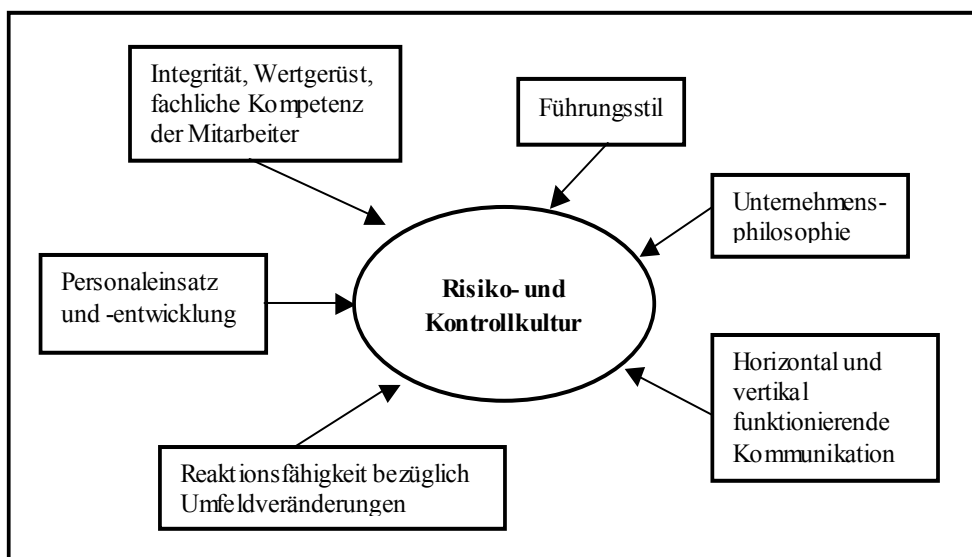 Integrität, Wertgerüst,
fachliche Kompetenz
der Mitarbeiter
Führungsstil
Unternehmens-
philosophie
Personaleinsatz
und -entwicklung
Risiko- und
Kontrollkultur
Horizontal und
vertikal
funktionierende
Kommunikation
Reaktionsfähigkeit bezüglich
Umfeldveränderungen